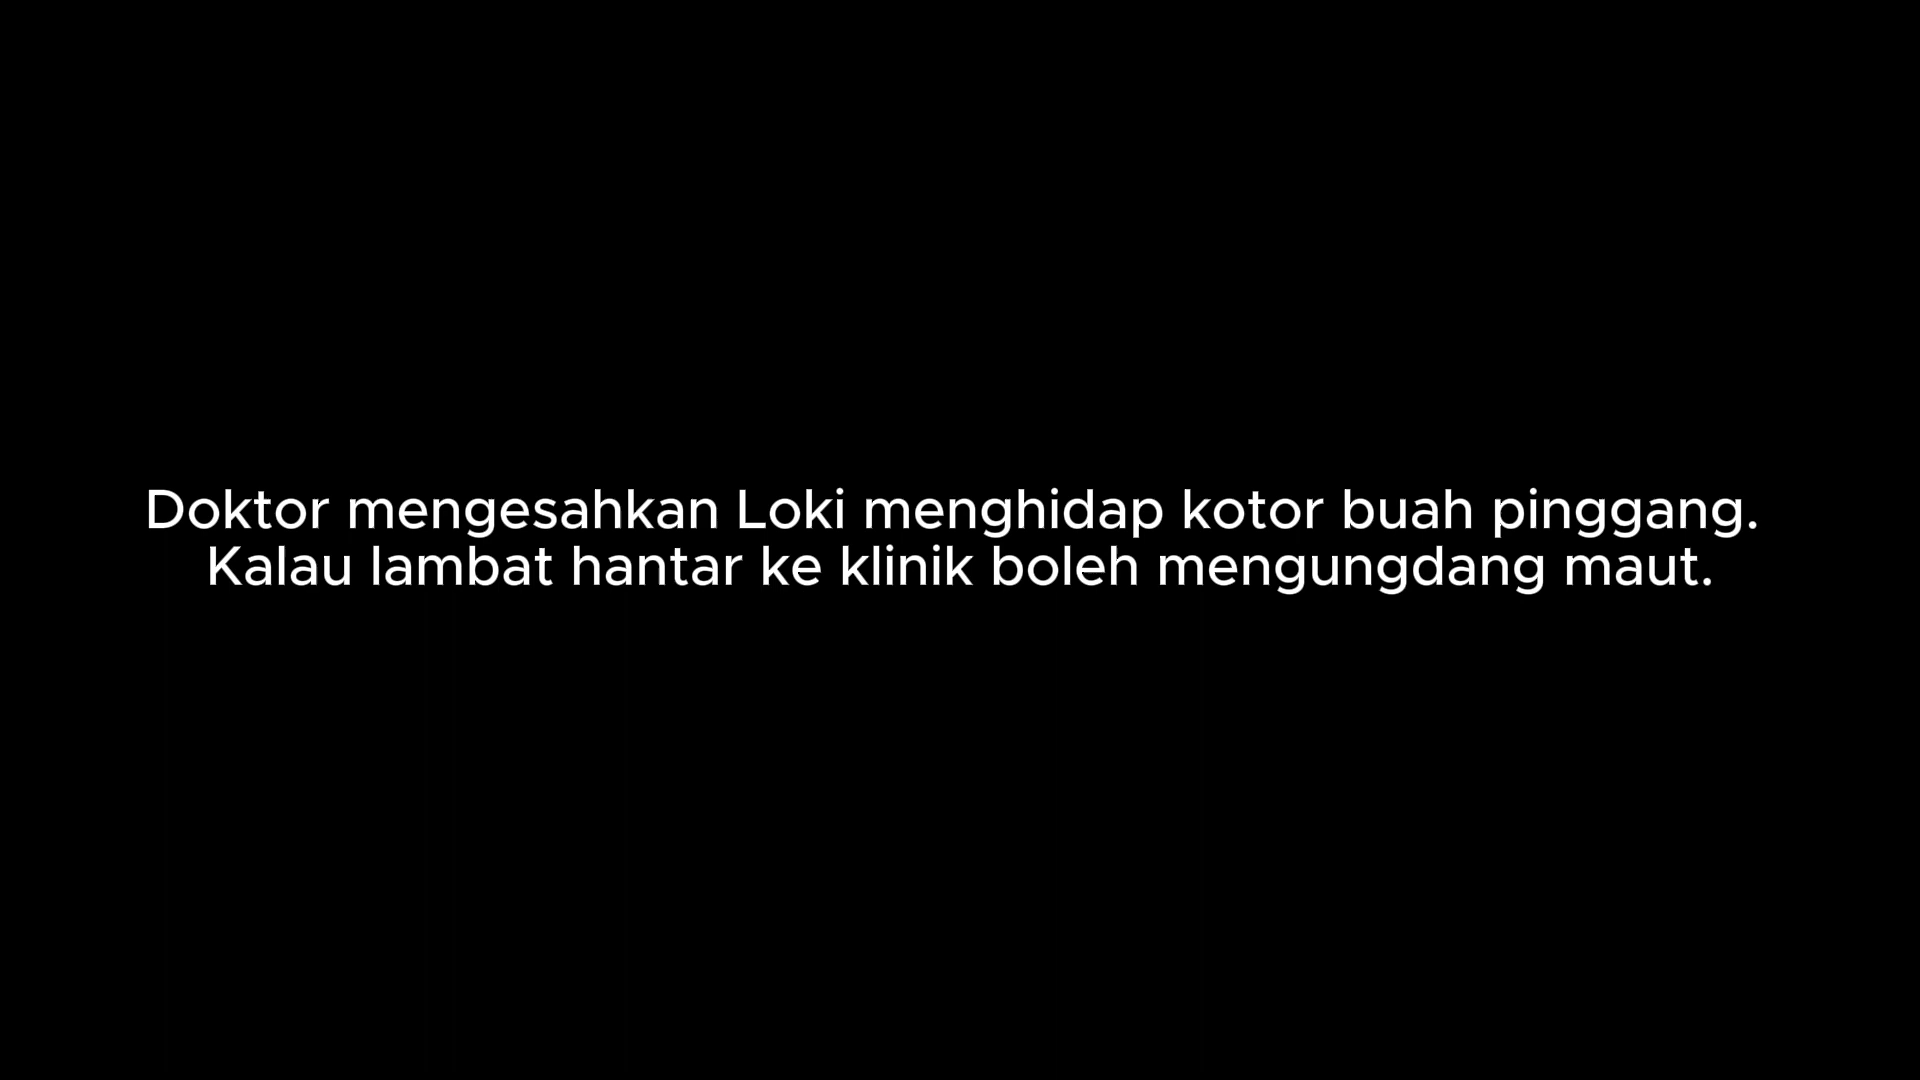 Doktor mengesahkan Loki menghidap kotor buah pinggang.
Kalau lambat hantar ke klinik boleh mengungdang maut.